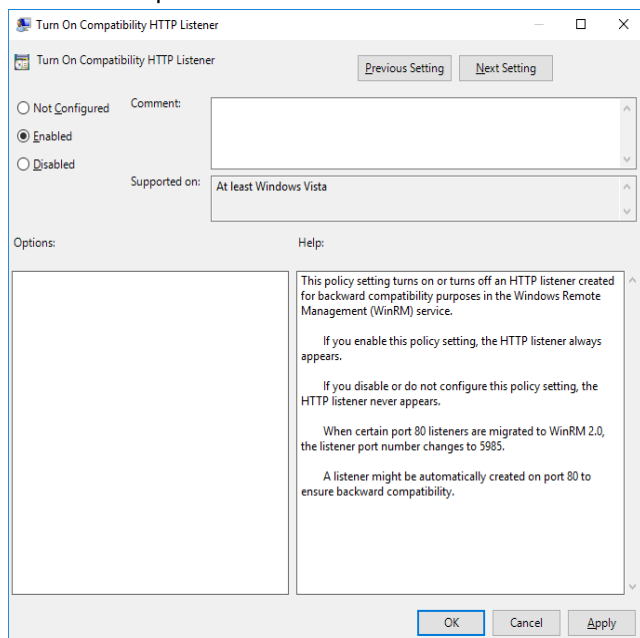 Turn On Compatibility HTTP Listener
Turn On Compatibility HTTP Listener
Previous Setting
Next Setting
Not Configured
Comment:
Enabled
Disabled
Supported on:
At least Windows Vista
Options:
Help:
This policy setting turns on or turns off an HTTP listener created
for backward compatibility purposes in the Windows Remote
Management (WinRM) service.
If you enable this policy setting, the HTTP listener always
appears.
If you disable or do not configure this policy setting, the
HTTP listener never appears.
When certain port 80 listeners are migrated to WinRM 2.0,
the listener port number changes to 5985.
A listener might be automatically created on port 80 to
ensure backward compatibility.
OK
Cancel
Apply